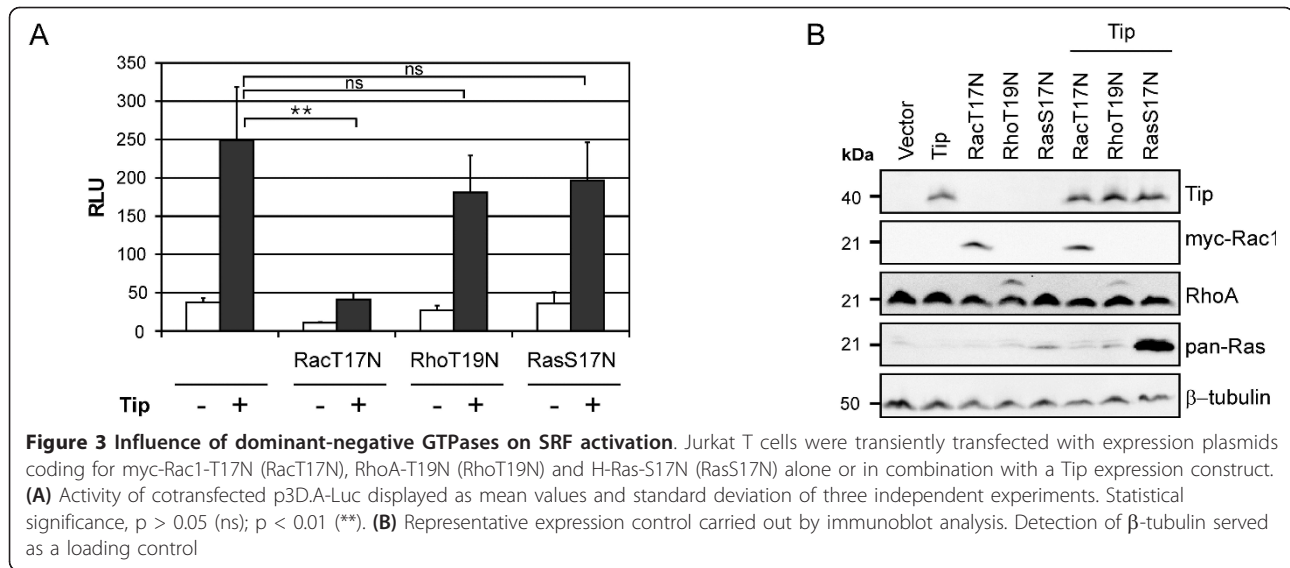 A
350
300
250
200
150
100
50
0
RLU
ns
ns
**
RacT17N RhoT19N RasS17N
Tip - + - + - + - +
B
Tip
Vector
Tip
RacT17N
RhoT19N
RasS17N
RacT17N
RhoT19N
RasS17N
kDa
40 Tip
21 myc-Rac1
21 RhoA
21 pan-Ras
50 β–tubulin
Figure 3 Influence of dominant-negative GTPases on SRF activation. Jurkat T cells were transiently transfected with expression plasmids
coding for myc-Rac1-T17N (RacT17N), RhoA-T19N (RhoT19N) and H-Ras-S17N (RasS17N) alone or in combination with a Tip expression construct.
(A) Activity of cotransfected p3D.A-Luc displayed as mean values and standard deviation of three independent experiments. Statistical
significance, p > 0.05 (ns); p < 0.01 (**). (B) Representative expression control carried out by immunoblot analysis. Detection of β-tubulin served
as a loading control